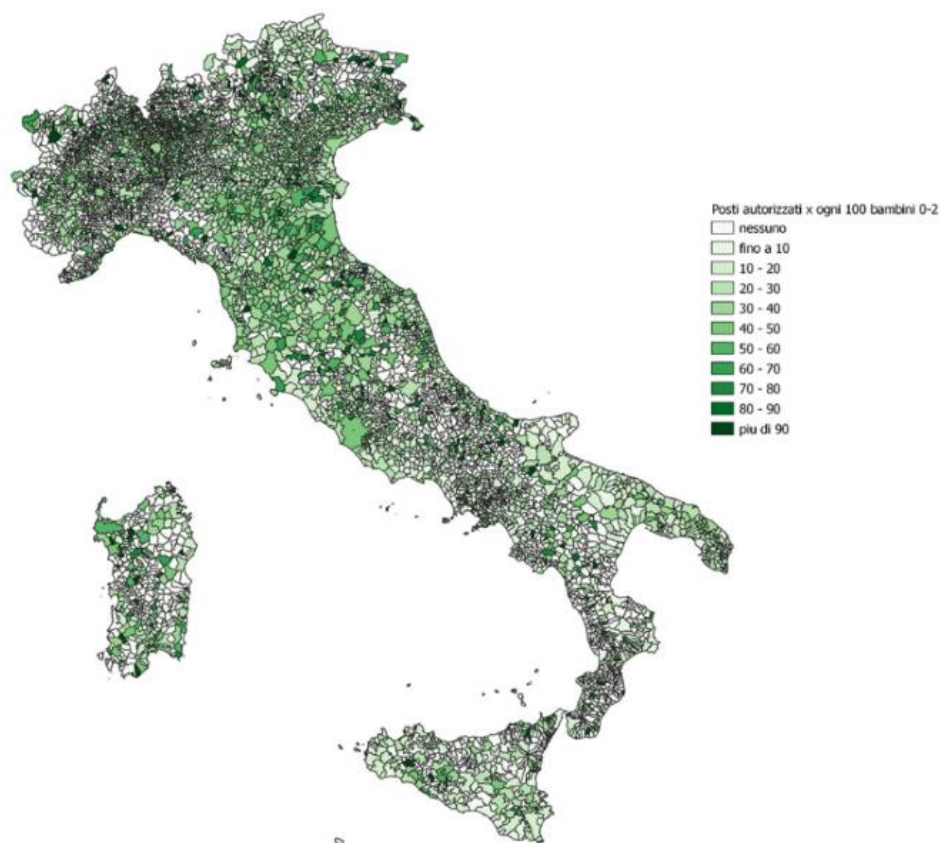 Posti autorizzati x ogni 100 bambini 0-2
nessuno
fino a 10
10 - 20
20 - 30
30 - 40
40 - 50
50 - 60
60 - 70
70 - 80
80 - 90
piu di 90